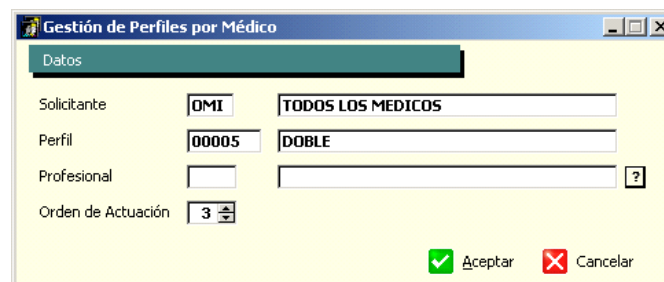 Gestión de Perfiles por Médico
Datos
Solicitante OMI TODOS LOS MEDICOS
Perfil 00005 DOBLE
Profesional ?
Orden de Actuación 3
Aceptar Cancelar